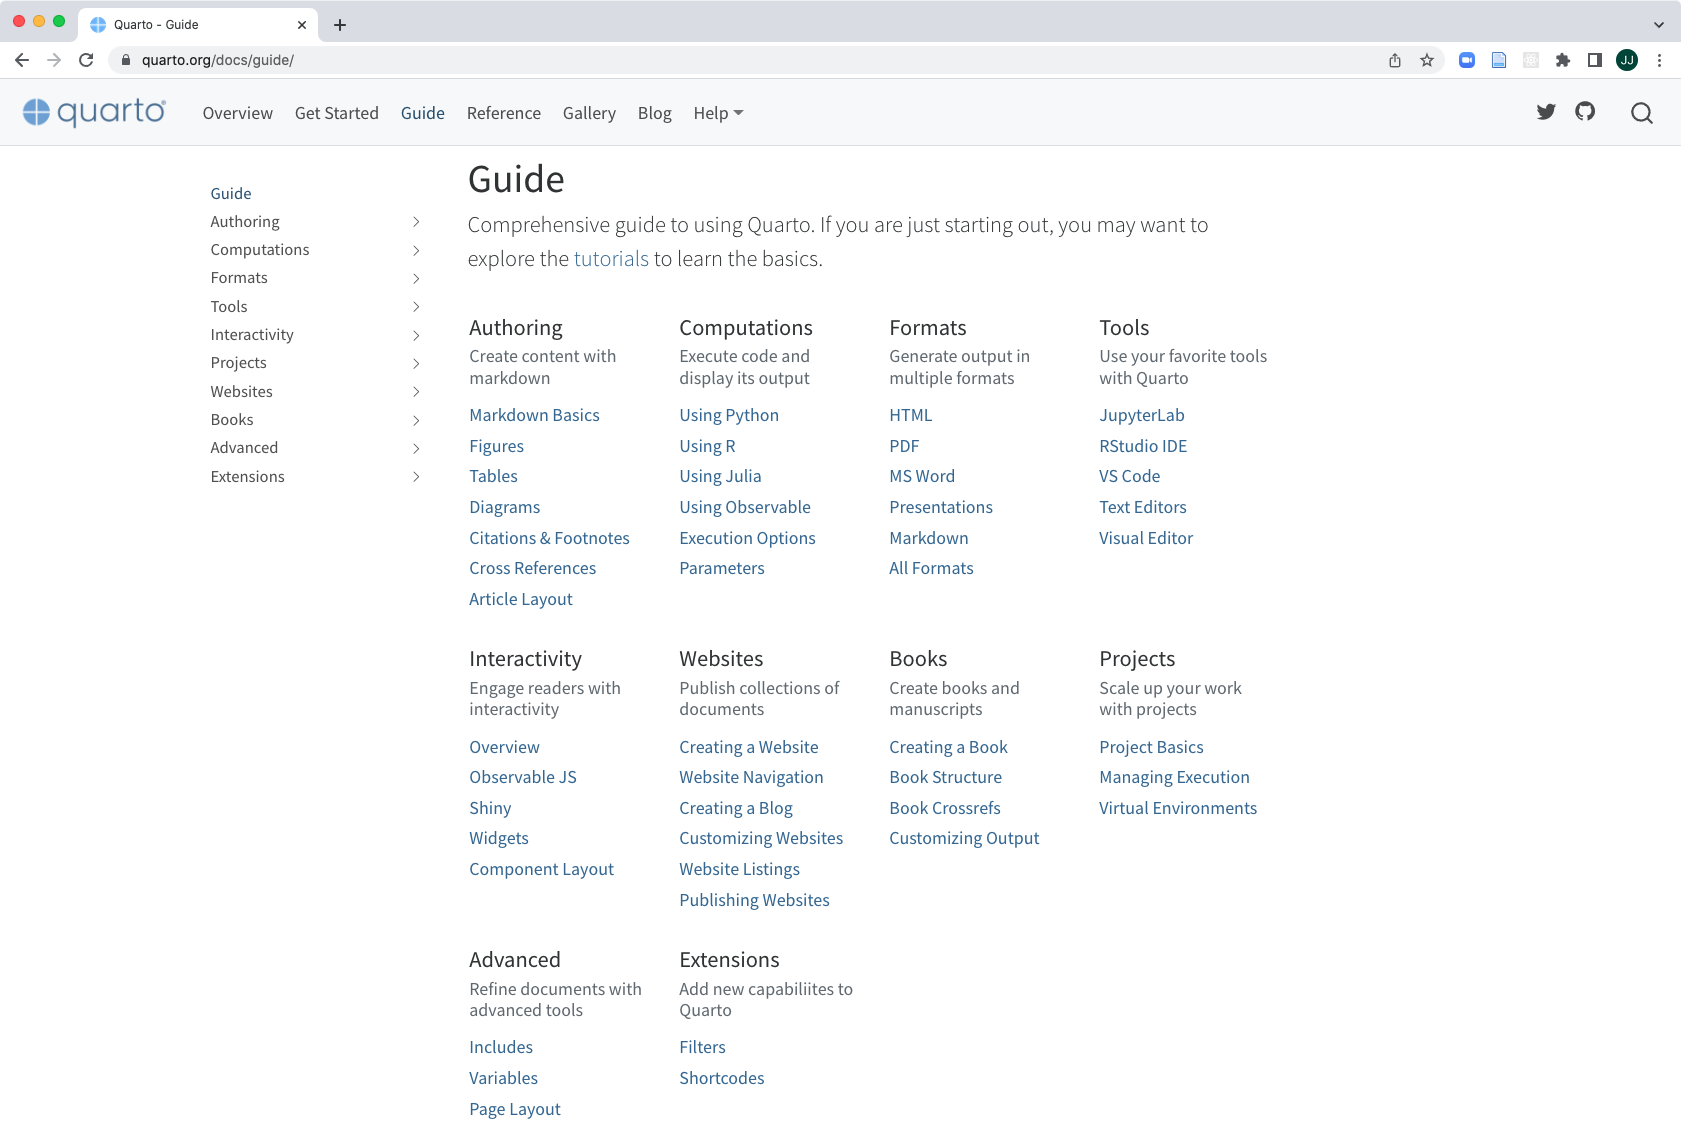 Quarto - Guide
quarto.org/docs/guide/
JJ
quarto
Overview Get Started Guide Reference Gallery Blog Help
Guide
Authoring
Computations
Formats
Tools
Interactivity
Projects
Websites
Books
Advanced
Extensions
Guide
Comprehensive guide to using Quarto. If you are just starting out, you may want to
explore the tutorials to learn the basics.
Authoring
Create content with
markdown
Markdown Basics
Figures
Tables
Diagrams
Citations & Footnotes
Cross References
Article Layout
Computations
Execute code and
display its output
Using Python
Using R
Using Julia
Using Observable
Execution Options
Parameters
Formats
Generate output in
multiple formats
HTML
PDF
MS Word
Presentations
Markdown
All Formats
Tools
Use your favorite tools
with Quarto
JupyterLab
RStudio IDE
VS Code
Text Editors
Visual Editor
Interactivity
Engage readers with
interactivity
Overview
Observable JS
Shiny
Widgets
Component Layout
Websites
Publish collections of
documents
Creating a Website
Website Navigation
Creating a Blog
Customizing Websites
Website Listings
Publishing Websites
Books
Create books and
manuscripts
Creating a Book
Book Structure
Book Crossrefs
Customizing Output
Projects
Scale up your work
with projects
Project Basics
Managing Execution
Virtual Environments
Advanced
Refine documents with
advanced tools
Includes
Variables
Page Layout
Extensions
Add new capabiliites to
Quarto
Filters
Shortcodes